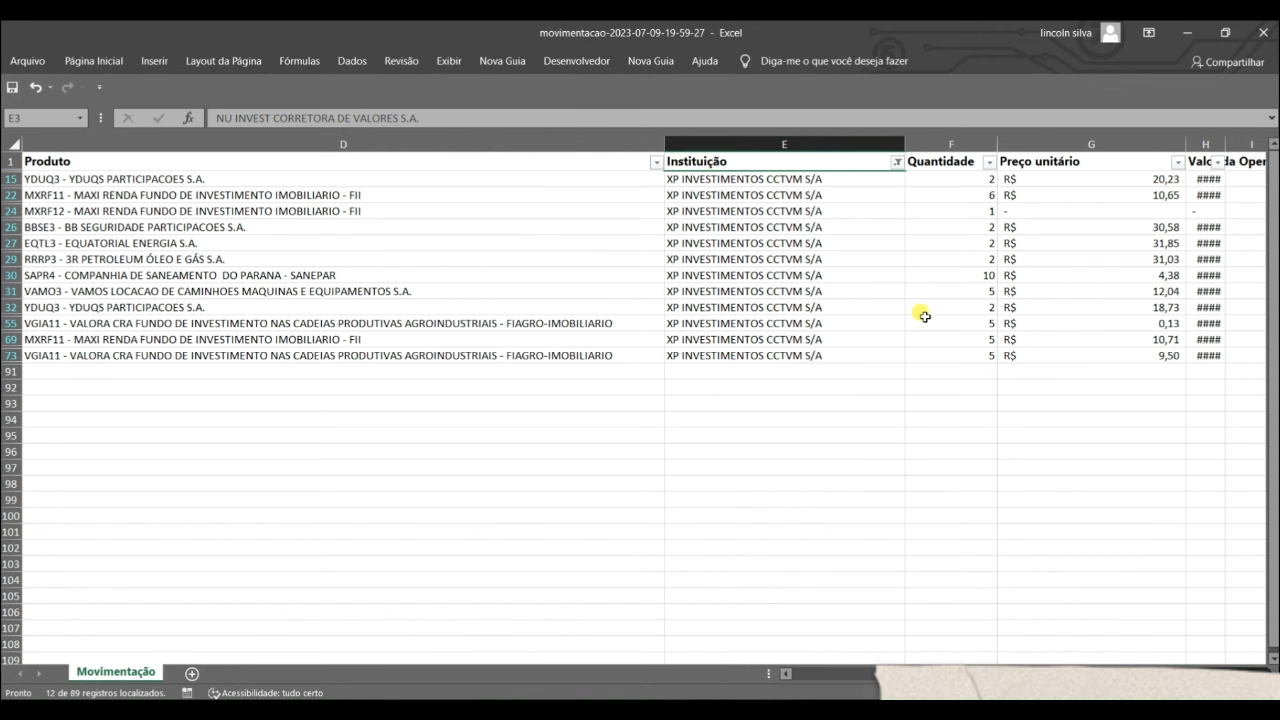 movimentacao-2023-07-09-19-59-27 - Excel
lincoln silva
Arquivo Página Inicial Inserir Layout da Página Fórmulas Dados Revisão Exibir Nova Guia Desenvolvedor Nova Guia Ajuda Diga-me o que você deseja fazer Compartilhar
E3 fx NU INVEST CORRETORA DE VALORES S.A.
D E F G H I
1 Produto Instituição Quantidade Preço unitário Valo da Oper
15 YDUQ3 - YDUQS PARTICIPACOES S.A. XP INVESTIMENTOS CCTVM S/A 2 R$ 20,23 ####
22 MXRF11 - MAXI RENDA FUNDO DE INVESTIMENTO IMOBILIARIO - FII XP INVESTIMENTOS CCTVM S/A 6 R$ 10,65 ####
24 MXRF12 - MAXI RENDA FUNDO DE INVESTIMENTO IMOBILIARIO - FII XP INVESTIMENTOS CCTVM S/A 1 - -
26 BBSE3 - BB SEGURIDADE PARTICIPACOES S.A. XP INVESTIMENTOS CCTVM S/A 2 R$ 30,58 ####
27 EQTL3 - EQUATORIAL ENERGIA S.A. XP INVESTIMENTOS CCTVM S/A 2 R$ 31,85 ####
29 RRRP3 - 3R PETROLEUM ÓLEO E GÁS S.A. XP INVESTIMENTOS CCTVM S/A 2 R$ 31,03 ####
30 SAPR4 - COMPANHIA DE SANEAMENTO DO PARANA - SANEPAR XP INVESTIMENTOS CCTVM S/A 10 R$ 4,38 ####
31 VAMO3 - VAMOS LOCACAO DE CAMINHOES MAQUINAS E EQUIPAMENTOS S.A. XP INVESTIMENTOS CCTVM S/A 5 R$ 12,04 ####
32 YDUQ3 - YDUQS PARTICIPACOES S.A. XP INVESTIMENTOS CCTVM S/A 2 R$ 18,73 ####
55 VGIA11 - VALORA CRA FUNDO DE INVESTIMENTO NAS CADEIAS PRODUTIVAS AGROINDUSTRIAIS - FIAGRO-IMOBILIARIO XP INVESTIMENTOS CCTVM S/A 5 R$ 0,13 ####
69 MXRF11 - MAXI RENDA FUNDO DE INVESTIMENTO IMOBILIARIO - FII XP INVESTIMENTOS CCTVM S/A 5 R$ 10,71 ####
73 VGIA11 - VALORA CRA FUNDO DE INVESTIMENTO NAS CADEIAS PRODUTIVAS AGROINDUSTRIAIS - FIAGRO-IMOBILIARIO XP INVESTIMENTOS CCTVM S/A 5 R$ 9,50 ####
91
92
93
94
95
96
97
98
99
100
101
102
103
104
105
106
107
108
109
Movimentação
Pronto 12 de 89 registros localizados. Acessibilidade: tudo certo